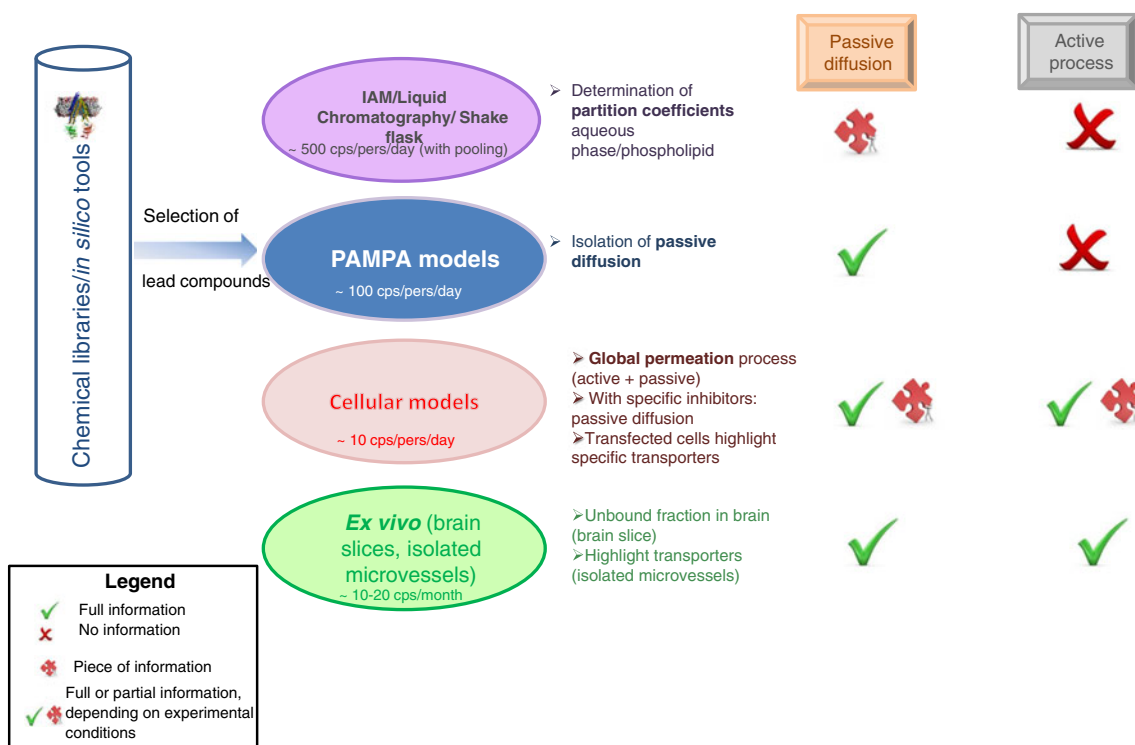 Chemical libraries/in silico tools
Selection of
lead compounds
Passive
diffusion
Active
process
IAM/Liquid
Chromatography/ Shake
flask
~ 500 cps/pers/day (with pooling)
➢ Determination of
partition coefficients
aqueous
phase/phospholipid
PAMPA models
~ 100 cps/pers/day
➢ Isolation of passive
diffusion
Cellular models
~ 10 cps/pers/day
➢ Global permeation process
(active + passive)
➢ With specific inhibitors:
passive diffusion
➢Transfected cells highlight
specific transporters
Ex vivo (brain
slices, isolated
microvessels)
~ 10-20 cps/month
➢Unbound fraction in brain
(brain slice)
➢Highlight transporters
(isolated microvessels)
Legend
Full information
No information
Piece of information
Full or partial information,
depending on experimental
conditions